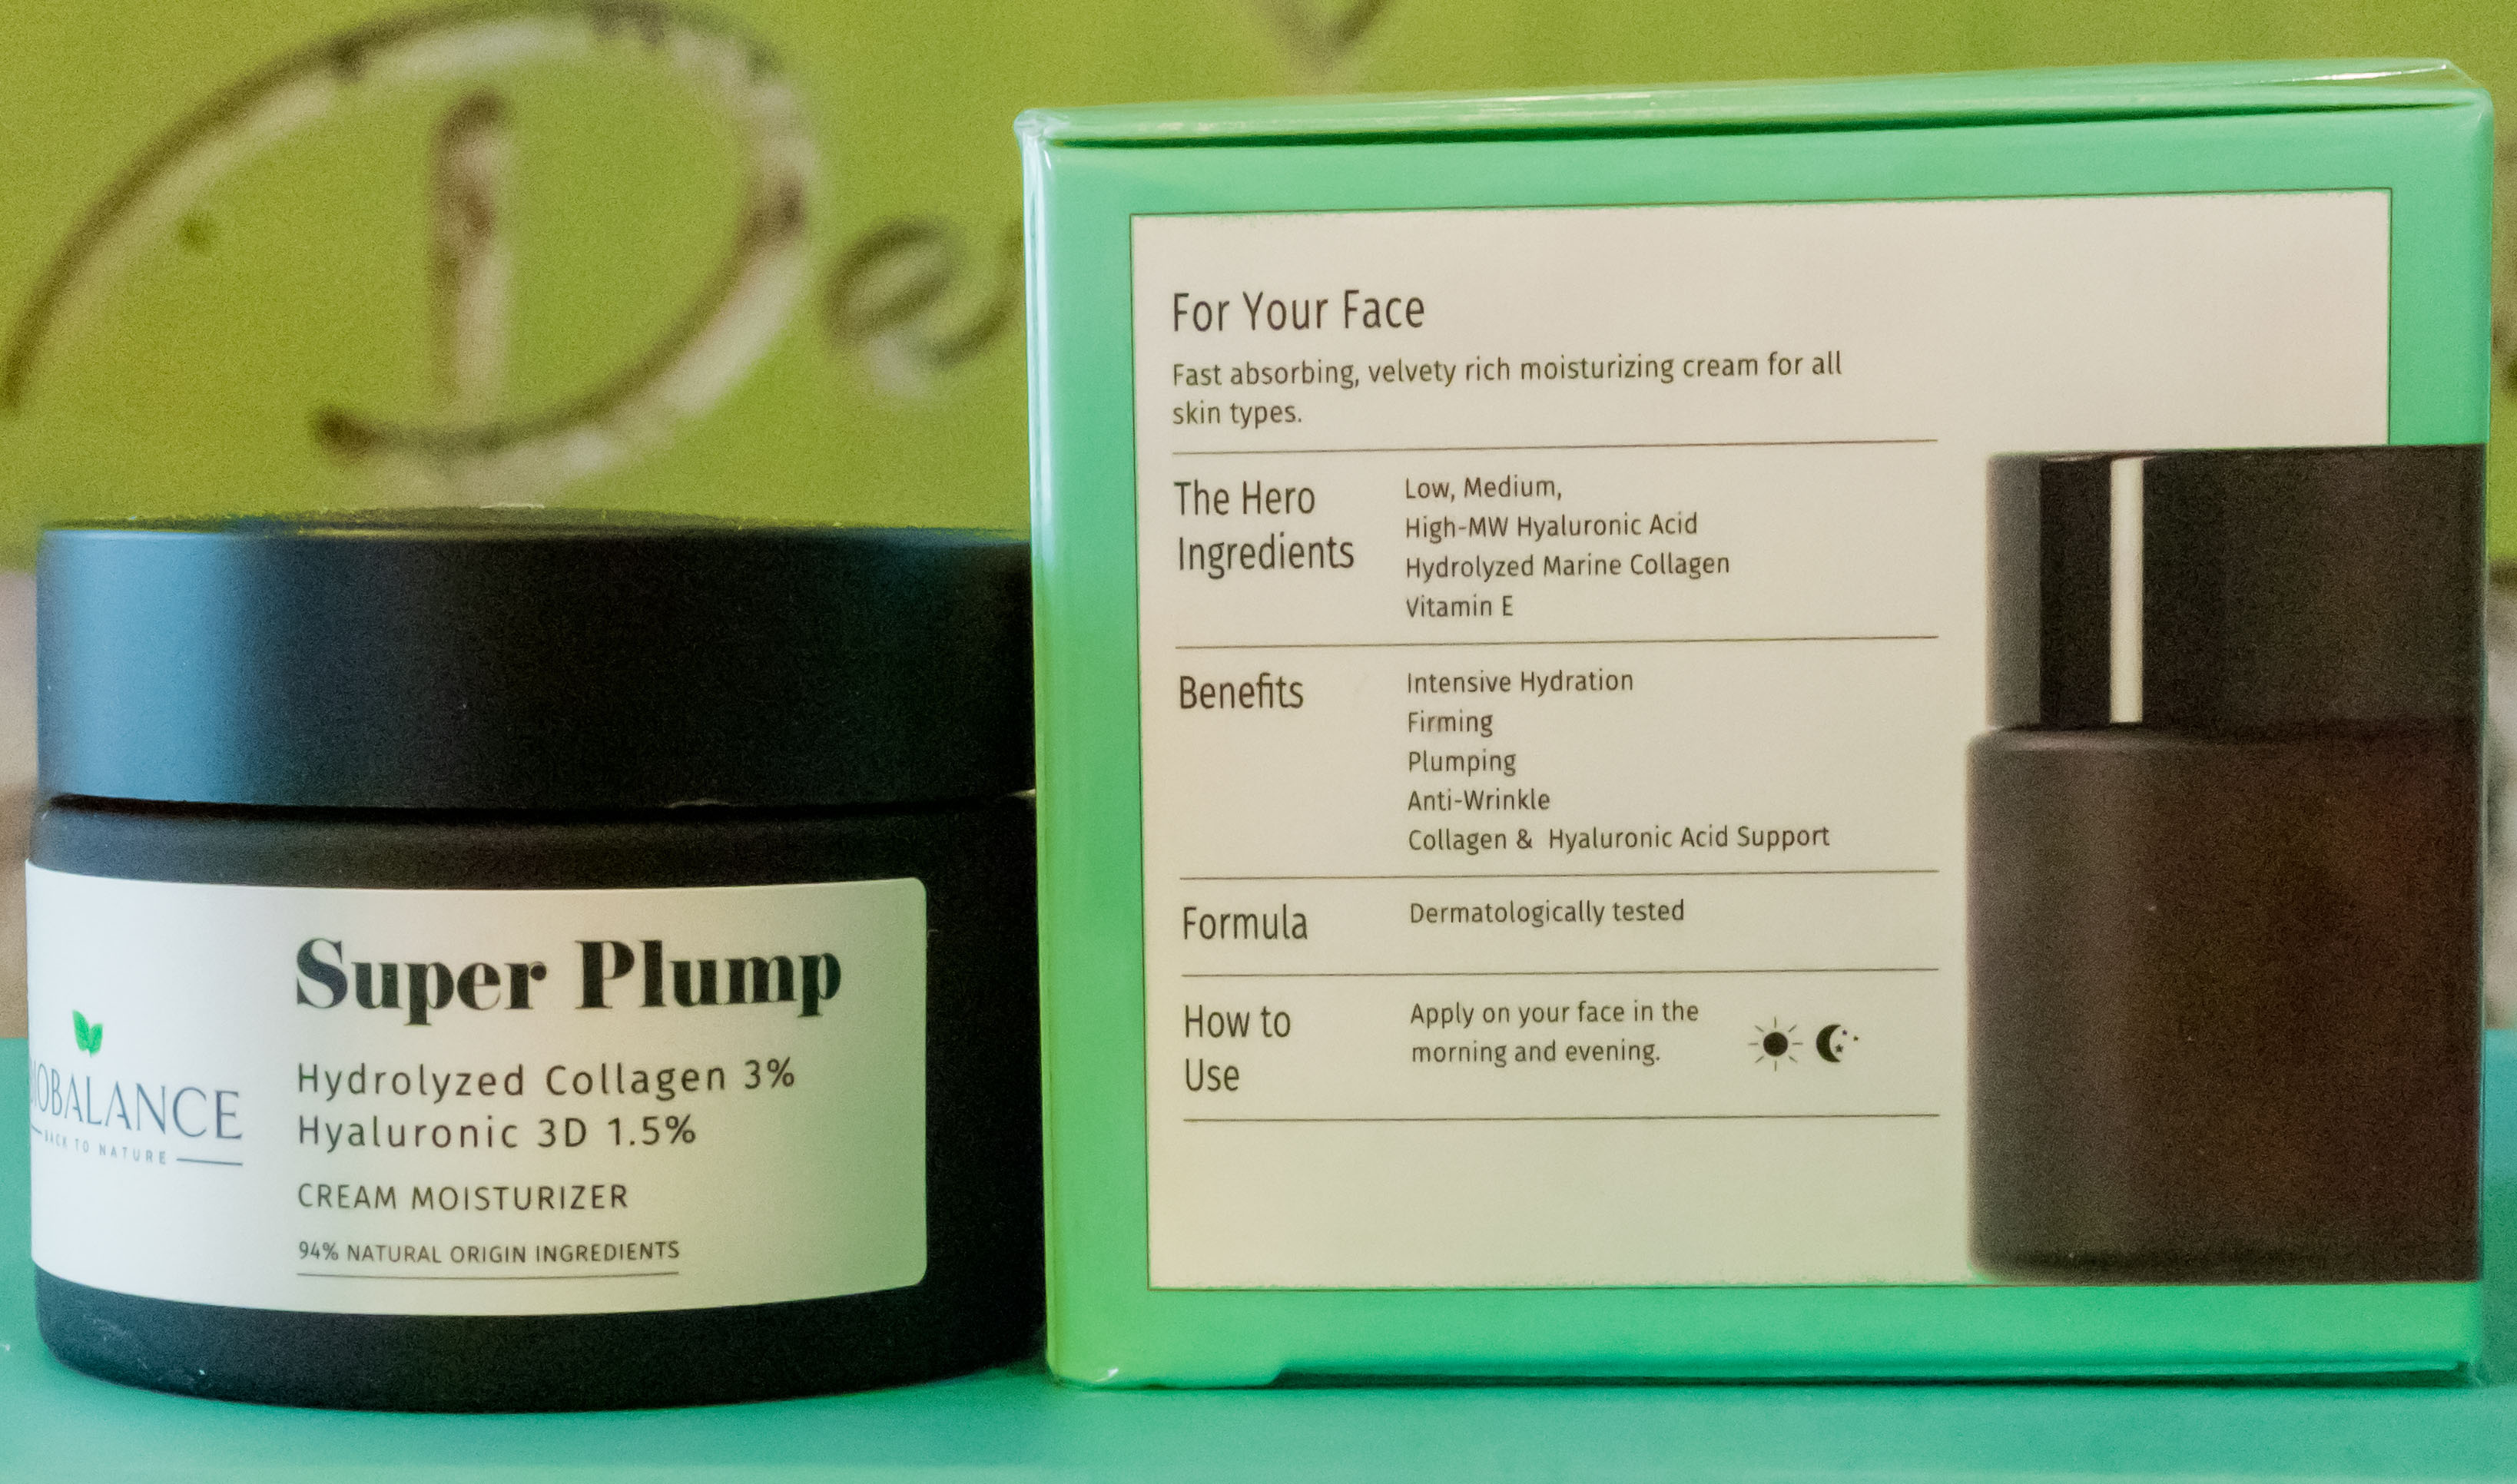 BIOBALANCE
BACK TO NATURE
Super Plump
Hydrolyzed Collagen 3%
Hyaluronic 3D 1.5%
CREAM MOISTURIZER
94% NATURAL ORIGIN INGREDIENTS
For Your Face
Fast absorbing, velvety rich moisturizing cream for all
skin types.
The Hero
Ingredients
Low, Medium,
High-MW Hyaluronic Acid
Hydrolyzed Marine Collagen
Vitamin E
Benefits
Intensive Hydration
Firming
Plumping
Anti-Wrinkle
Collagen & Hyaluronic Acid Support
Formula
Dermatologically tested
How to
Use
Apply on your face in the
morning and evening.